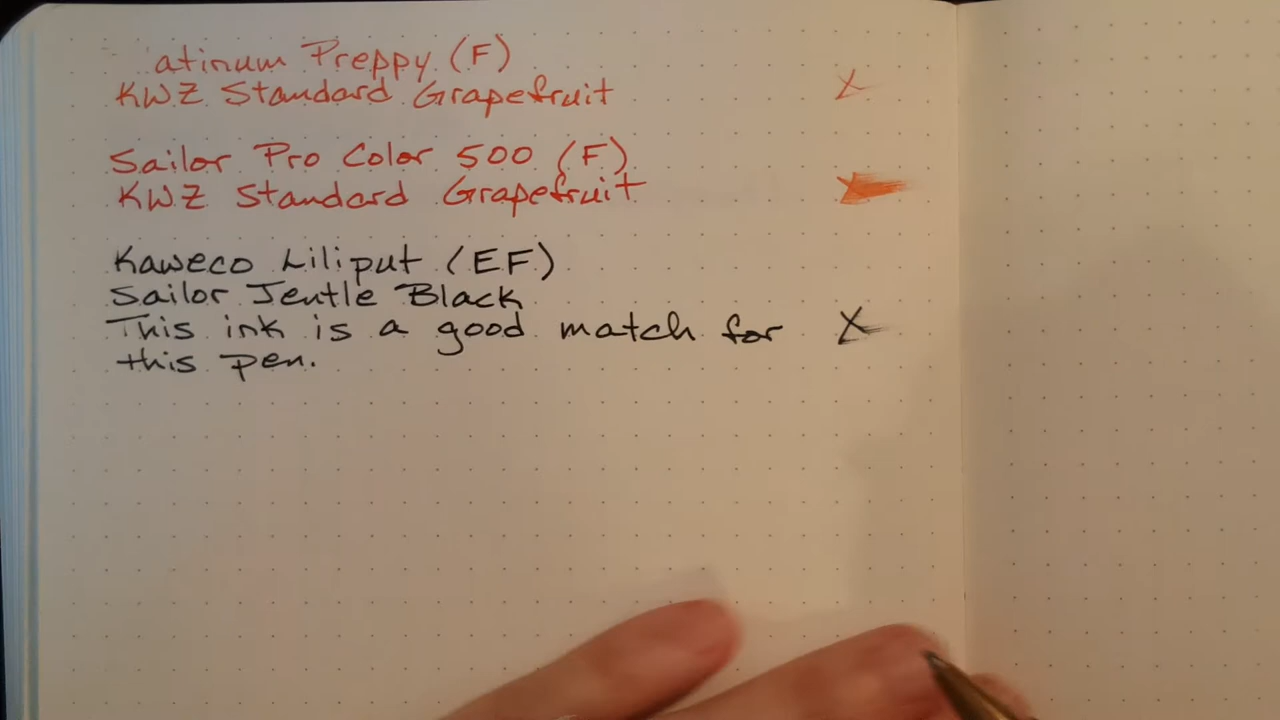 atinum Preppy (F)
KWZ Standard Grapefruit X
Sailor Pro Color 500 (F)
KWZ Standard Grapefruit X
Kaweco Liliput (EF)
Sailor Jentle Black
This ink is a good match for X
this pen.